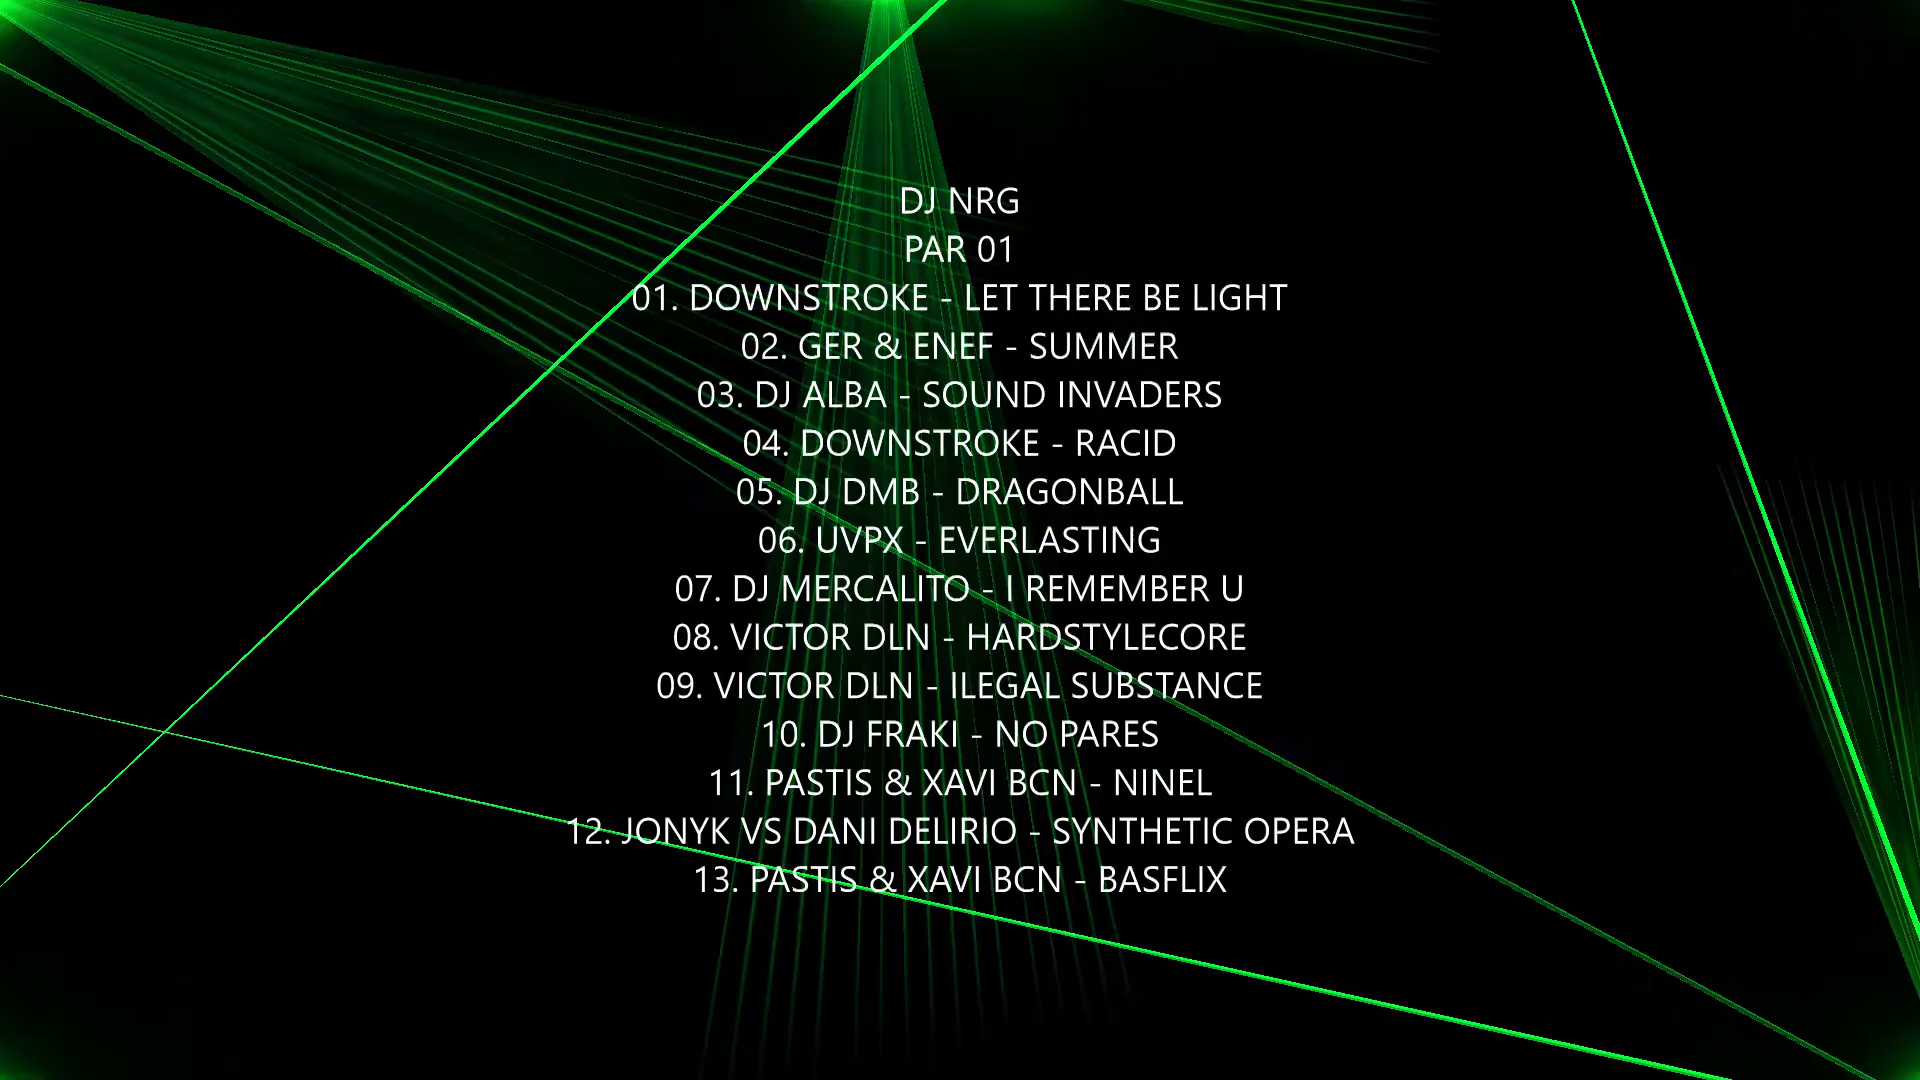 DJ NRG
PAR 01
01. DOWNSTROKE - LET THERE BE LIGHT
02. GER & ENEF - SUMMER
03. DJ ALBA - SOUND INVADERS
04. DOWNSTROKE - RACID
05. DJ DMB - DRAGONBALL
06. UVPX - EVERLASTING
07. DJ MERCALITO - I REMEMBER U
08. VICTOR DLN - HARDSTYLECORE
09. VICTOR DLN - ILEGAL SUBSTANCE
10. DJ FRAKI - NO PARES
11. PASTIS & XAVI BCN - NINEL
12. JONYK VS DANI DELIRIO - SYNTHETIC OPERA
13. PASTIS & XAVI BCN - BASFLIX